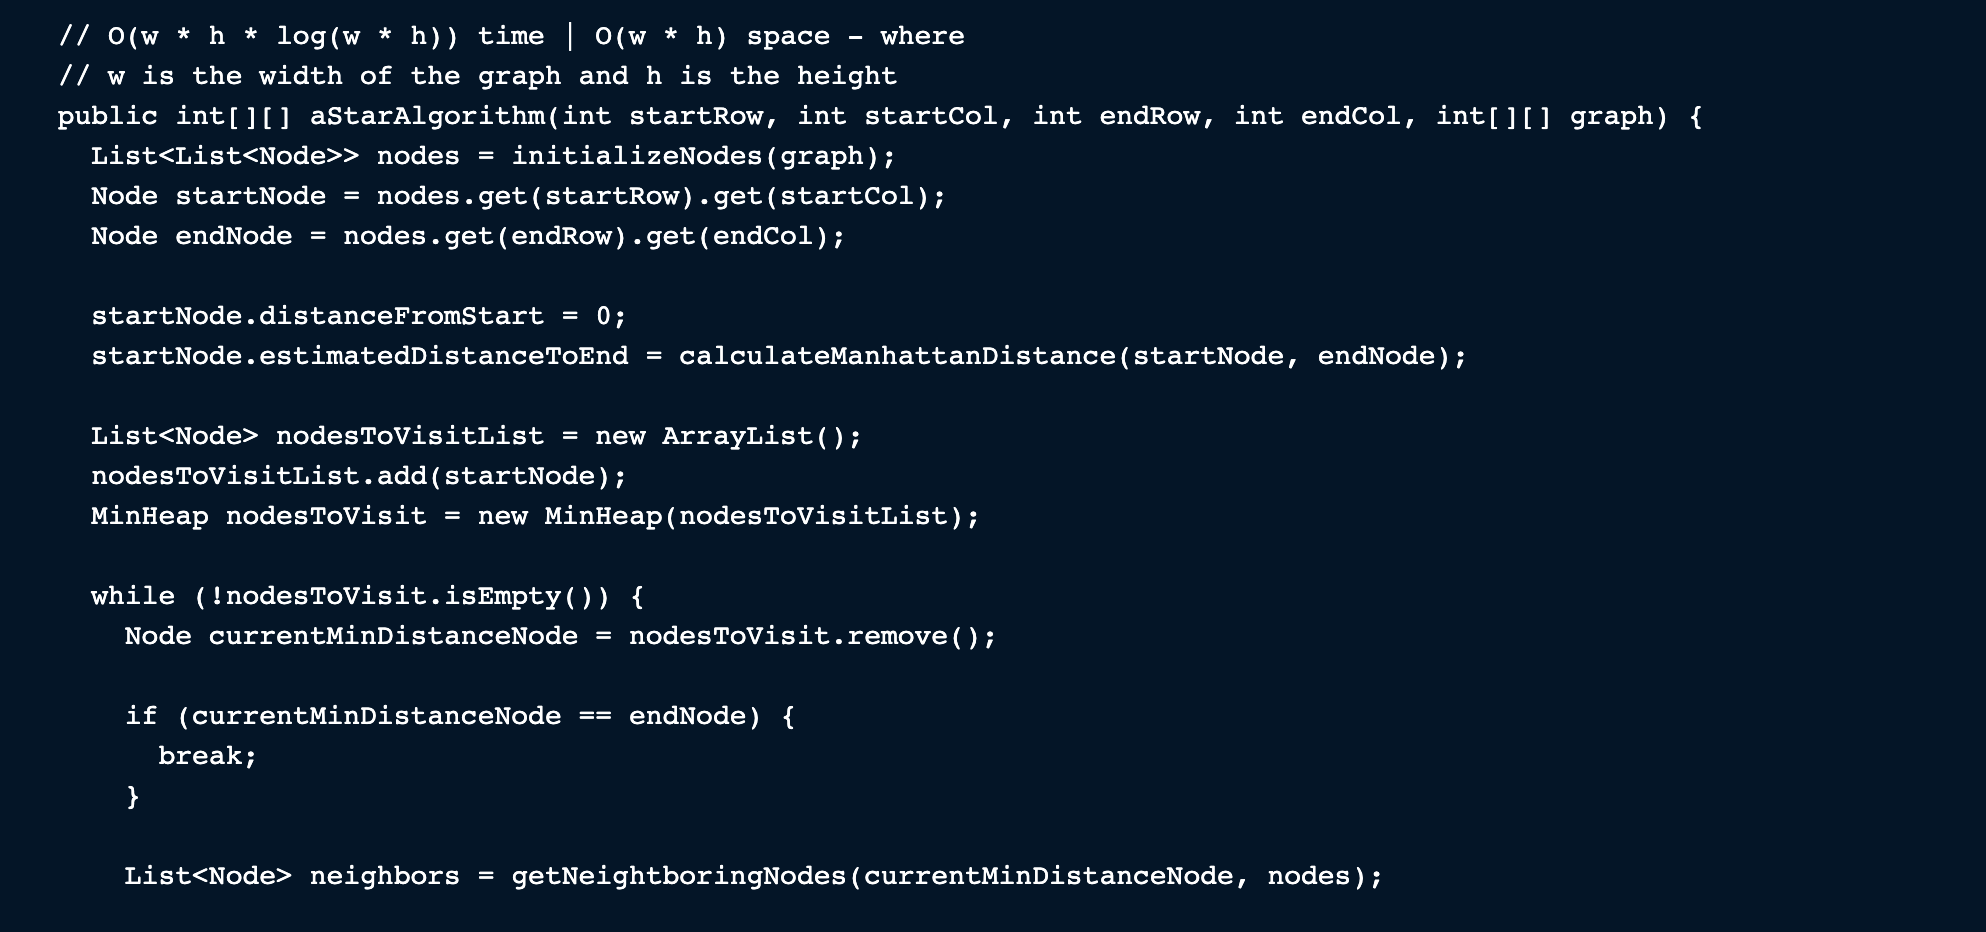 // O(w * h * log(w * h)) time | O(w * h) space – where
// w is the width of the graph and h is the height
public int[][] aStarAlgorithm(int startRow, int startCol, int endRow, int endCol, int[][] graph) {
  List<List<Node>> nodes = initializeNodes(graph);
  Node startNode = nodes.get(startRow).get(startCol);
  Node endNode = nodes.get(endRow).get(endCol);

  startNode.distanceFromStart = 0;
  startNode.estimatedDistanceToEnd = calculateManhattanDistance(startNode, endNode);

  List<Node> nodesToVisitList = new ArrayList();
  nodesToVisitList.add(startNode);
  MinHeap nodesToVisit = new MinHeap(nodesToVisitList);

  while (!nodesToVisit.isEmpty()) {
    Node currentMinDistanceNode = nodesToVisit.remove();

    if (currentMinDistanceNode == endNode) {
      break;
    }

    List<Node> neighbors = getNeightboringNodes(currentMinDistanceNode, nodes);